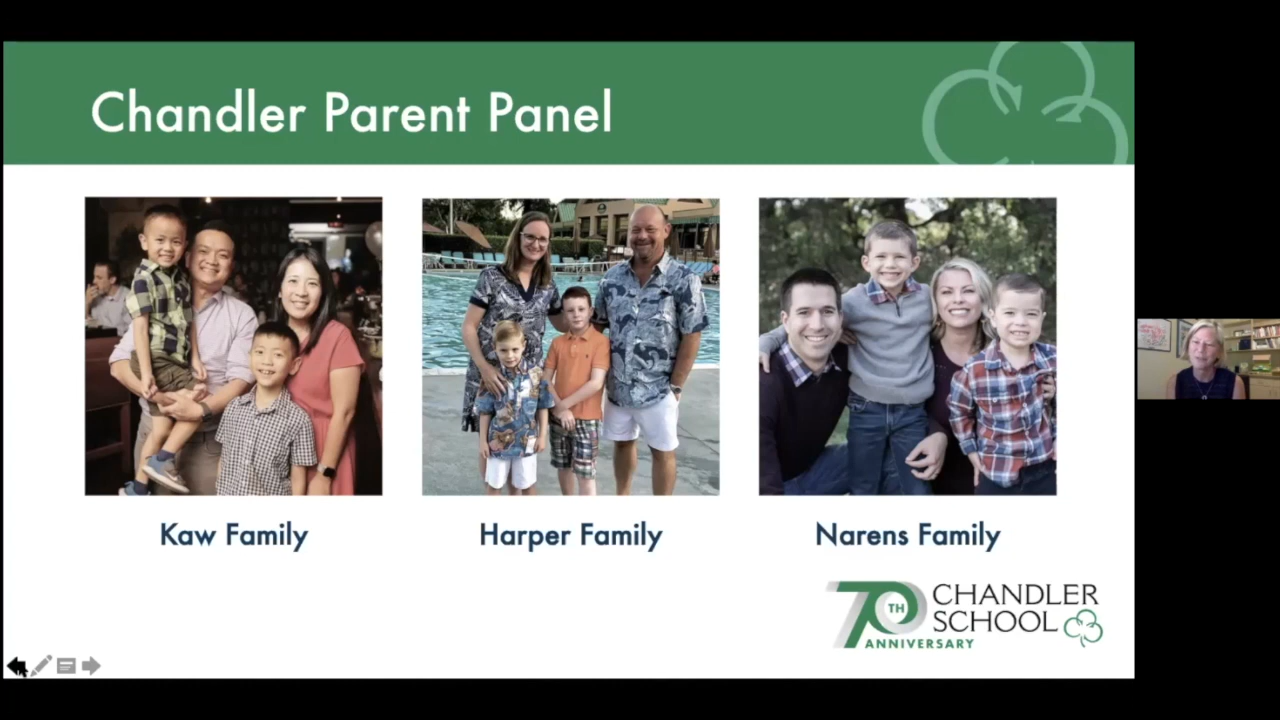 Chandler Parent Panel
Kaw Family
Harper Family
Narens Family
70TH
ANNIVERSARY
CHANDLER
SCHOOL